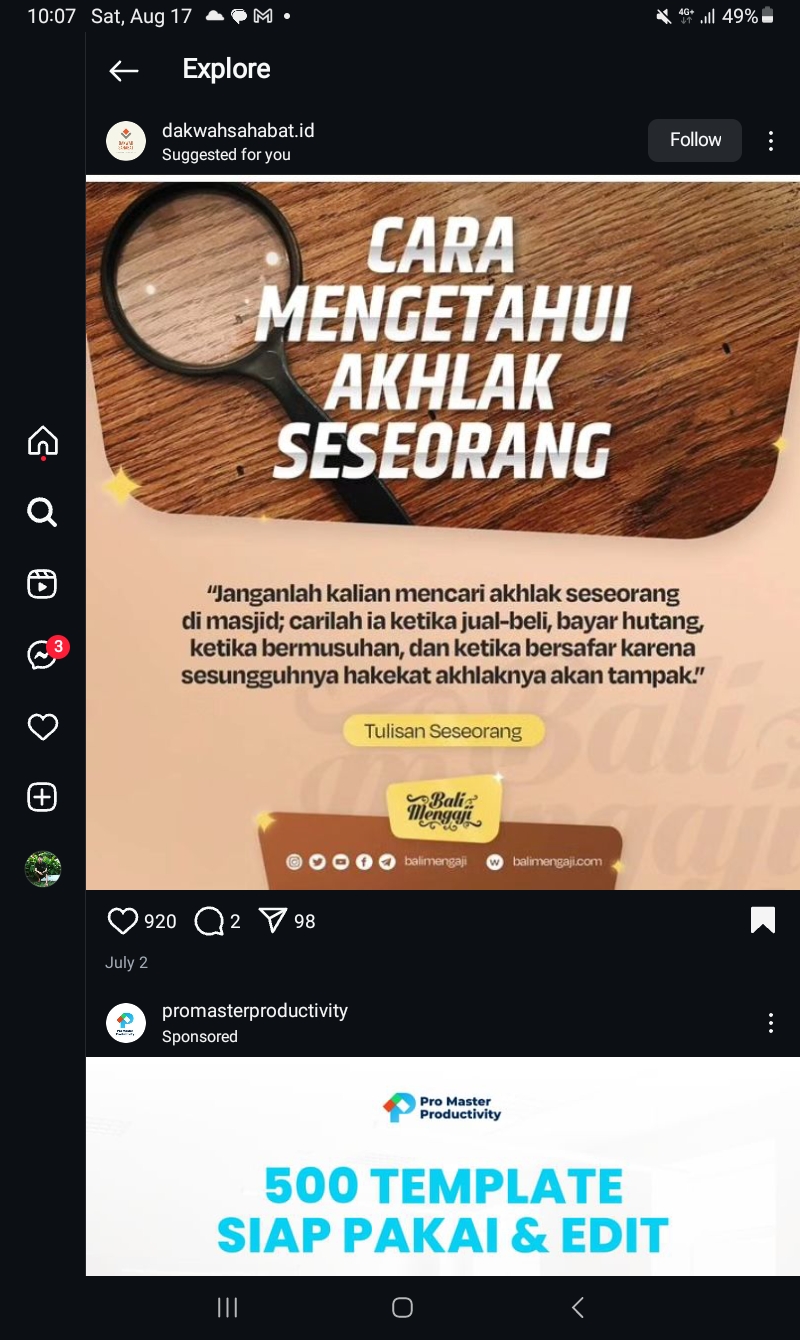 10:07 Sat, Aug 17
4G+ 49%
Explore
dakwahsahabat.id
Suggested for you
Follow
CARA
MENGETAHUI
AKHLAK
SESEORANG
“Janganlah kalian mencari akhlak seseorang
di masjid; carilah ia ketika jual-beli, bayar hutang,
ketika bermusuhan, dan ketika bersafar karena
sesungguhnya hakekat akhlaknya akan tampak.”
Tulisan Seseorang
Bali
Mengaji
Bali
Mengaji
balimengaji W balimengaji.com
3
920 2 98
July 2
promasterproductivity
Sponsored
Pro Master
Productivity
500 TEMPLATE
SIAP PAKAI & EDIT